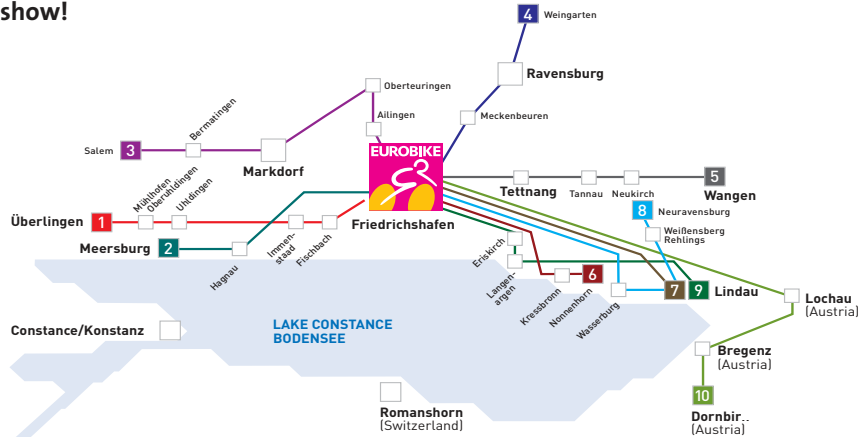 show!
4 Weingarten
Ravensburg
Oberteuringen
Meckenbeuren
Ailingen
Bermatingen
Salem 3
Markdorf
EUROBIKE
Friedrichshafen
Tettnang
Tannau
Neukirch
5
Wangen
Mühlhofen
Oberuhldingen
Uhldingen
Überlingen 1
Meersburg 2
Hagnau
Immen-
staad
Fischbach
8 Neuravensburg
Weißensberg
Rehlings
Eriskirch
Langen-
argen
Kressbronn
Nonnenhorn
6
Wasserburg
7 9 Lindau
Lochau
(Austria)
Constance/Konstanz
LAKE CONSTANCE
BODENSEE
Bregenz
(Austria)
10
Dornbir..
(Austria)
Romanshorn
(Switzerland)